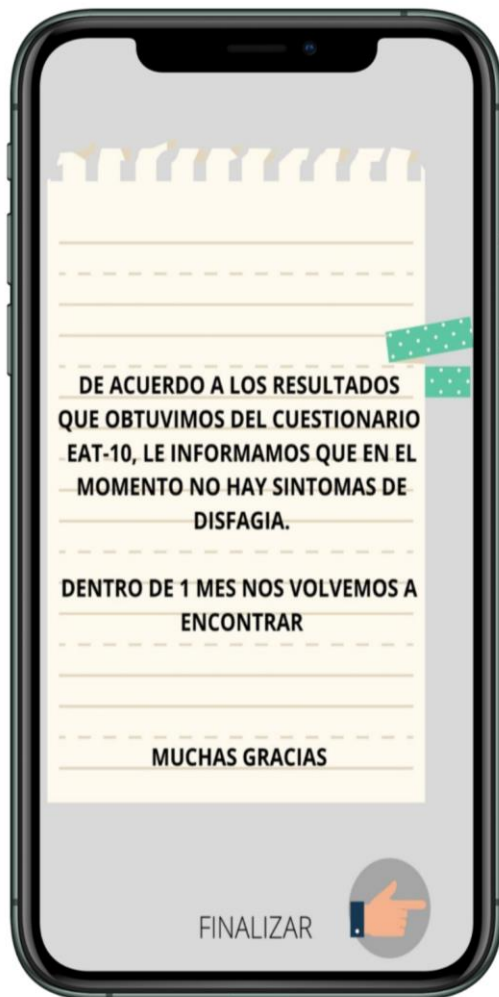 DE ACUERDO A LOS RESULTADOS
QUE OBTUVIMOS DEL CUESTIONARIO
EAT-10, LE INFORMAMOS QUE EN EL
MOMENTO NO HAY SINTOMAS DE
DISFAGIA.
DENTRO DE 1 MES NOS VOLVEMOS A
ENCONTRAR
MUCHAS GRACIAS
FINALIZAR